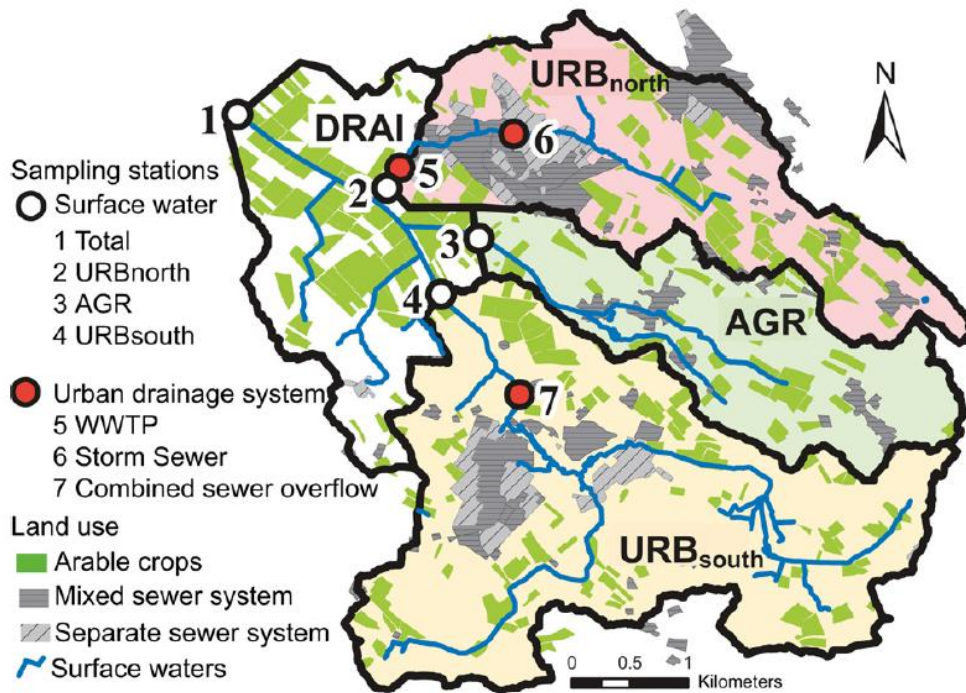 URBnorth
N
DRAI
1
6
5
2
Sampling stations
Surface water
1 Total
2 URBnorth
3 AGR
4 URBsouth
3
4
AGR
Urban drainage system
5 WWTP
6 Storm Sewer
7 Combined sewer overflow
7
Land use
Arable crops
Mixed sewer system
Separate sewer system
Surface waters
URBsouth
0 0.5 1
Kilometers